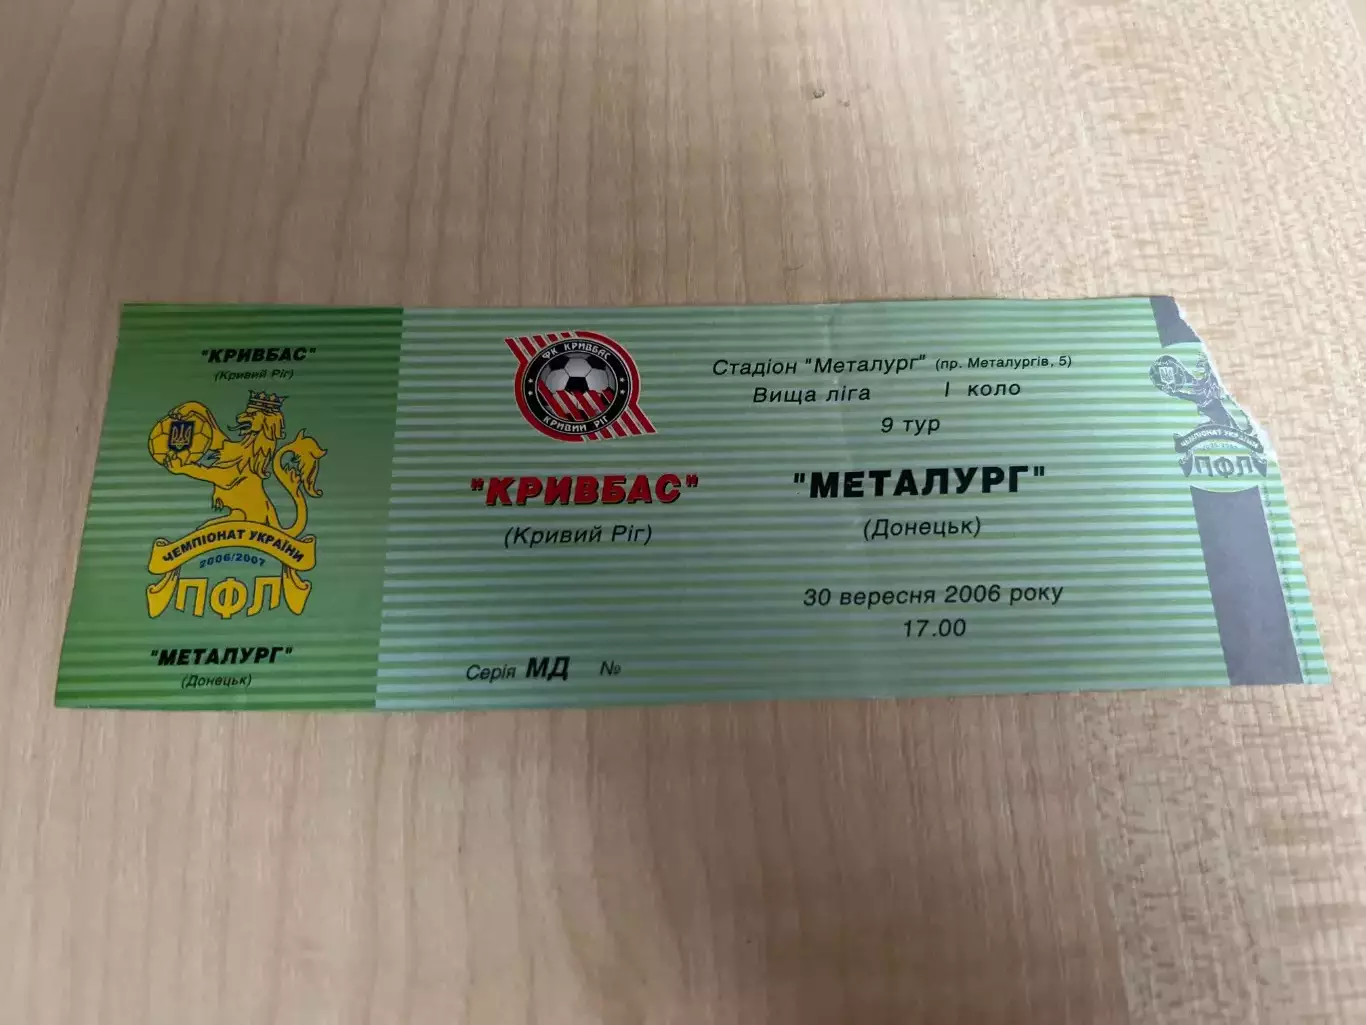 "КРИВБАС"
(Кривий Ріг)
ЧЕМПІОНАТ УКРАЇНИ
2006/2007
ПФЛ
"МЕТАЛУРГ"
(Донецьк)
ФК КРИВБАС
КРИВИЙ РІГ
"КРИВБАС"
(Кривий Ріг)
Серія МД №
Стадіон "Металург" (пр. Металургів, 5)
Вища ліга І коло
9 тур
"МЕТАЛУРГ"
(Донецьк)
30 вересня 2006 року
17.00
ЧЕМПІОНАТ УКРАЇНИ
ПФЛ